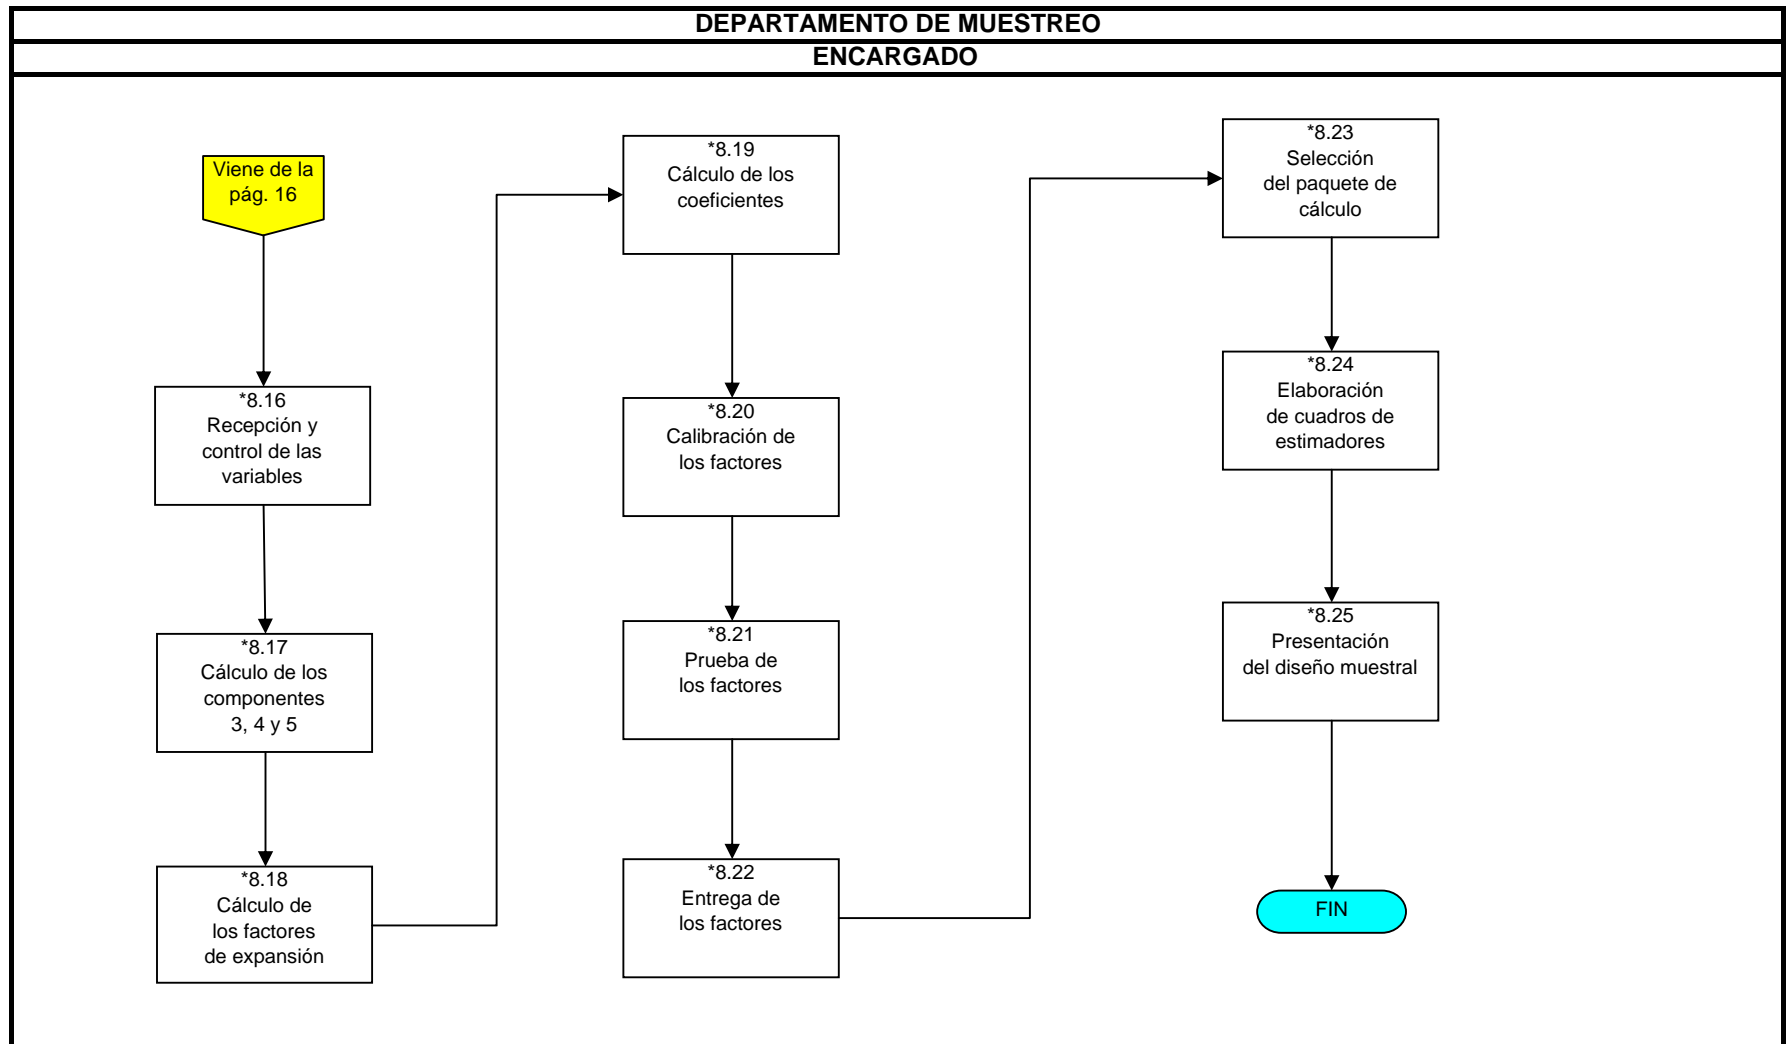 DEPARTAMENTO DE MUESTREO
ENCARGADO
Viene de la
pág. 16
*8.16
Recepción y
control de las
variables
*8.17
Cálculo de los
componentes
3, 4 y 5
*8.18
Cálculo de
los factores
de expansión
*8.19
Cálculo de los
coeficientes
*8.20
Calibración de
los factores
*8.21
Prueba de
los factores
*8.22
Entrega de
los factores
*8.23
Selección
del paquete de
cálculo
*8.24
Elaboración
de cuadros de
estimadores
*8.25
Presentación
del diseño muestral
FIN